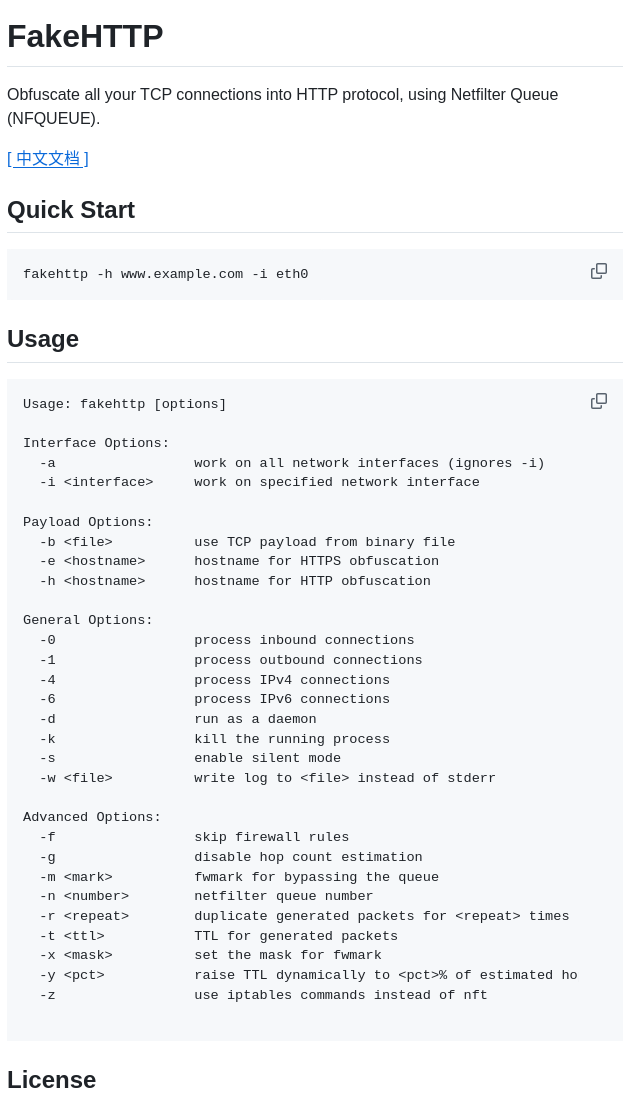 FakeHTTP
Obfuscate all your TCP connections into HTTP protocol, using Netfilter Queue
(NFQUEUE).
[ 中文文档 ]
Quick Start
fakehttp -h www.example.com -i eth0
Usage
Usage: fakehttp [options]
Interface Options:
  -a                 work on all network interfaces (ignores -i)
  -i <interface>     work on specified network interface
Payload Options:
  -b <file>          use TCP payload from binary file
  -e <hostname>      hostname for HTTPS obfuscation
  -h <hostname>      hostname for HTTP obfuscation
General Options:
  -0                 process inbound connections
  -1                 process outbound connections
  -4                 process IPv4 connections
  -6                 process IPv6 connections
  -d                 run as a daemon
  -k                 kill the running process
  -s                 enable silent mode
  -w <file>          write log to <file> instead of stderr
Advanced Options:
  -f                 skip firewall rules
  -g                 disable hop count estimation
  -m <mark>          fwmark for bypassing the queue
  -n <number>        netfilter queue number
  -r <repeat>        duplicate generated packets for <repeat> times
  -t <ttl>           TTL for generated packets
  -x <mask>          set the mask for fwmark
  -y <pct>           raise TTL dynamically to <pct>% of estimated ho
  -z                 use iptables commands instead of nft
License